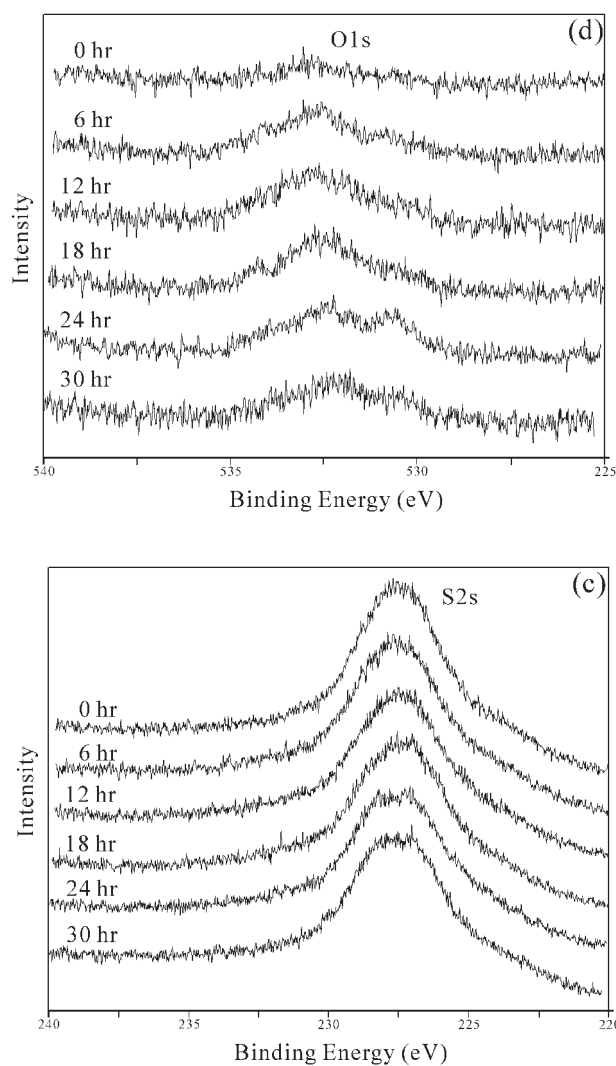 (d)
O1s
0 hr
6 hr
12 hr
18 hr
24 hr
30 hr
Intensity
540 535 530 225
Binding Energy (eV)
(c)
S2s
0 hr
6 hr
12 hr
18 hr
24 hr
30 hr
Intensity
240 235 230 225 220
Binding Energy (eV)